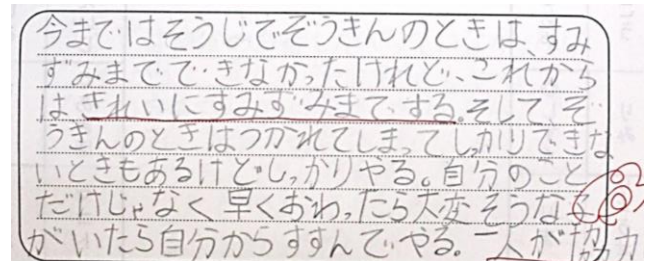 今まではそうじでぞうきんのときは、すみ
ずみまでできなかったけれど、これから
は きれいにすみずみまでする。そして、ぞ
うきんのときはつかれてしまってしっかりできな
いときもあるけどしっかりやる。自分のこと
だけじゃなく早くおわったら大変そうな
がいたら自分からすすんでやる。一人が協力